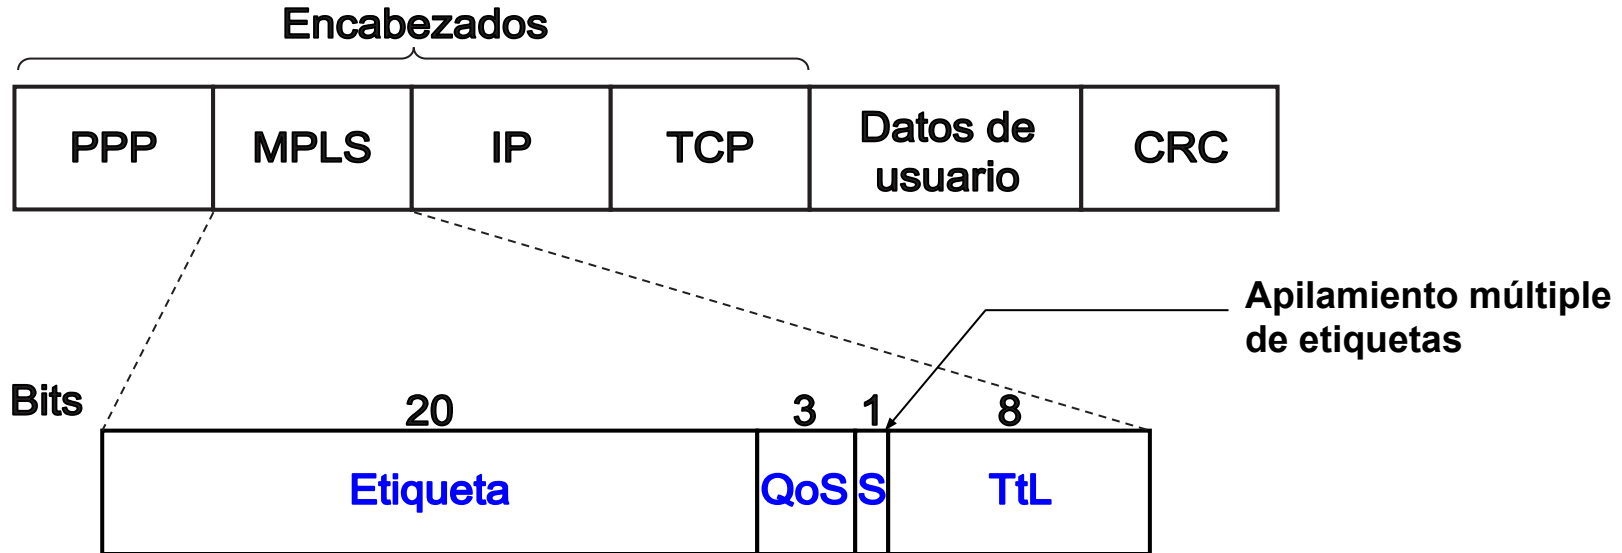 Encabezados
PPP MPLS IP TCP Datos de usuario CRC
Apilamiento múltiple
de etiquetas
Bits 20 3 1 8
Etiqueta QoS S TtL